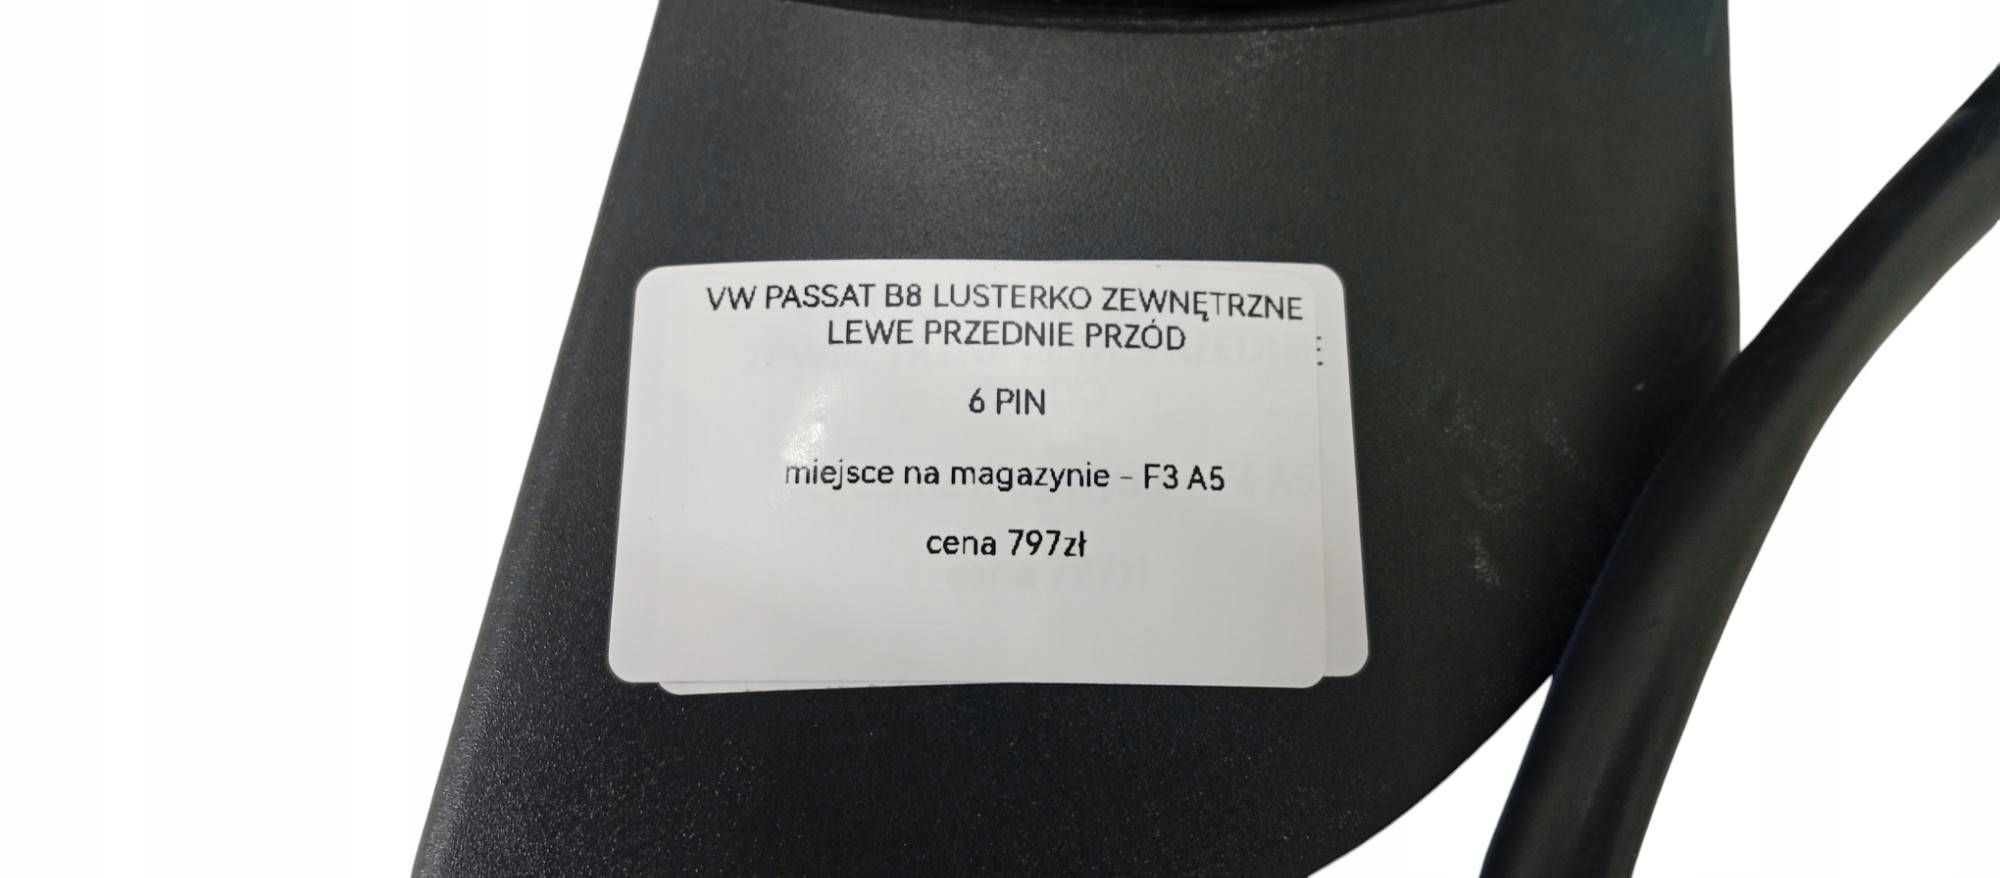 VW PASSAT B8 LUSTERKO ZEWNĘTRZNE
LEWE PRZEDNIE PRZÓD
6 PIN
miejsce na magazynie - F3 A5
cena 797zł